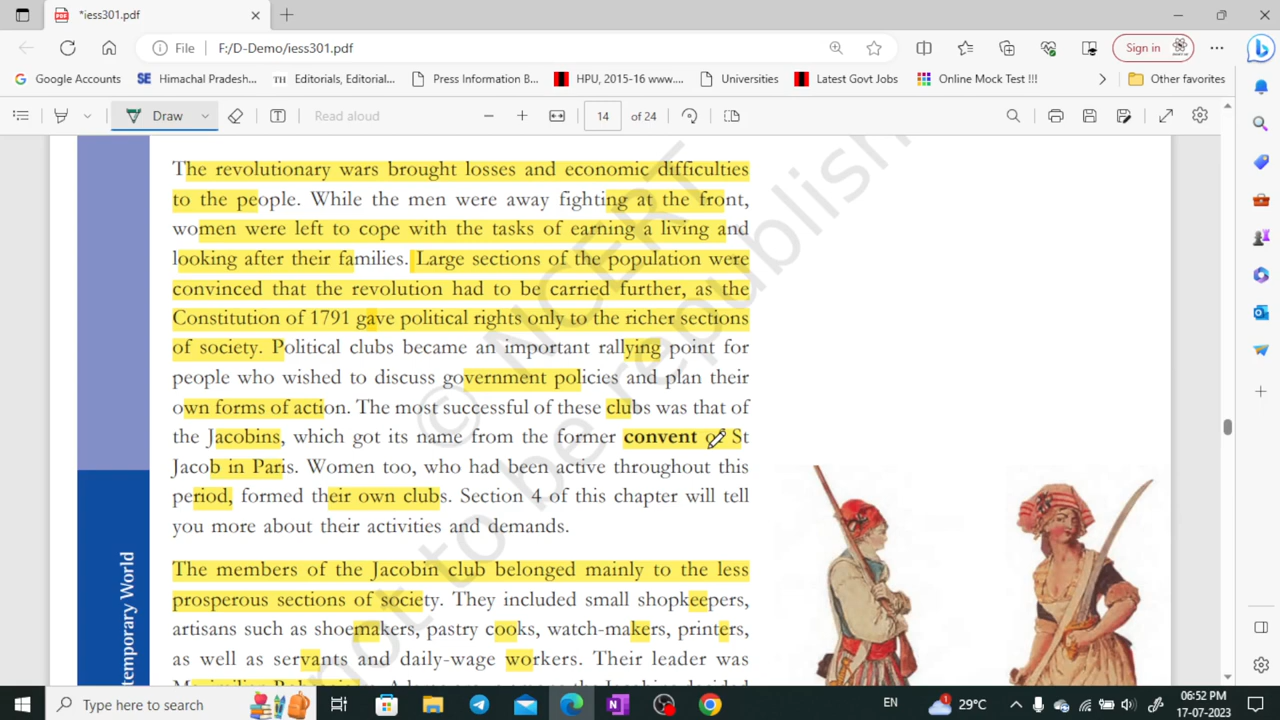 *iess301.pdf
File
F:/D-Demo/iess301.pdf
Sign in
Google Accounts
SE Himachal Pradesh...
TH Editorials, Editorial...
Press Information B...
HPU, 2015-16 www....
Universities
Latest Govt Jobs
Online Mock Test !!!
Other favorites
Draw
Read aloud
14 of 24
The revolutionary wars brought losses and economic difficulties
to the people. While the men were away fighting at the front,
women were left to cope with the tasks of earning a living and
looking after their families. Large sections of the population were
convinced that the revolution had to be carried further, as the
Constitution of 1791 gave political rights only to the richer sections
of society. Political clubs became an important rallying point for
people who wished to discuss government policies and plan their
own forms of action. The most successful of these clubs was that of
the Jacobins, which got its name from the former convent of St
Jacob in Paris. Women too, who had been active throughout this
period, formed their own clubs. Section 4 of this chapter will tell
you more about their activities and demands.
The members of the Jacobin club belonged mainly to the less
prosperous sections of society. They included small shopkeepers,
artisans such as shoemakers, pastry cooks, watch-makers, printers,
as well as servants and daily-wage workers. Their leader was
© NCERT
not to be republish
temporary World
Type here to search
EN
1
29°C
06:52 PM
17-07-2023